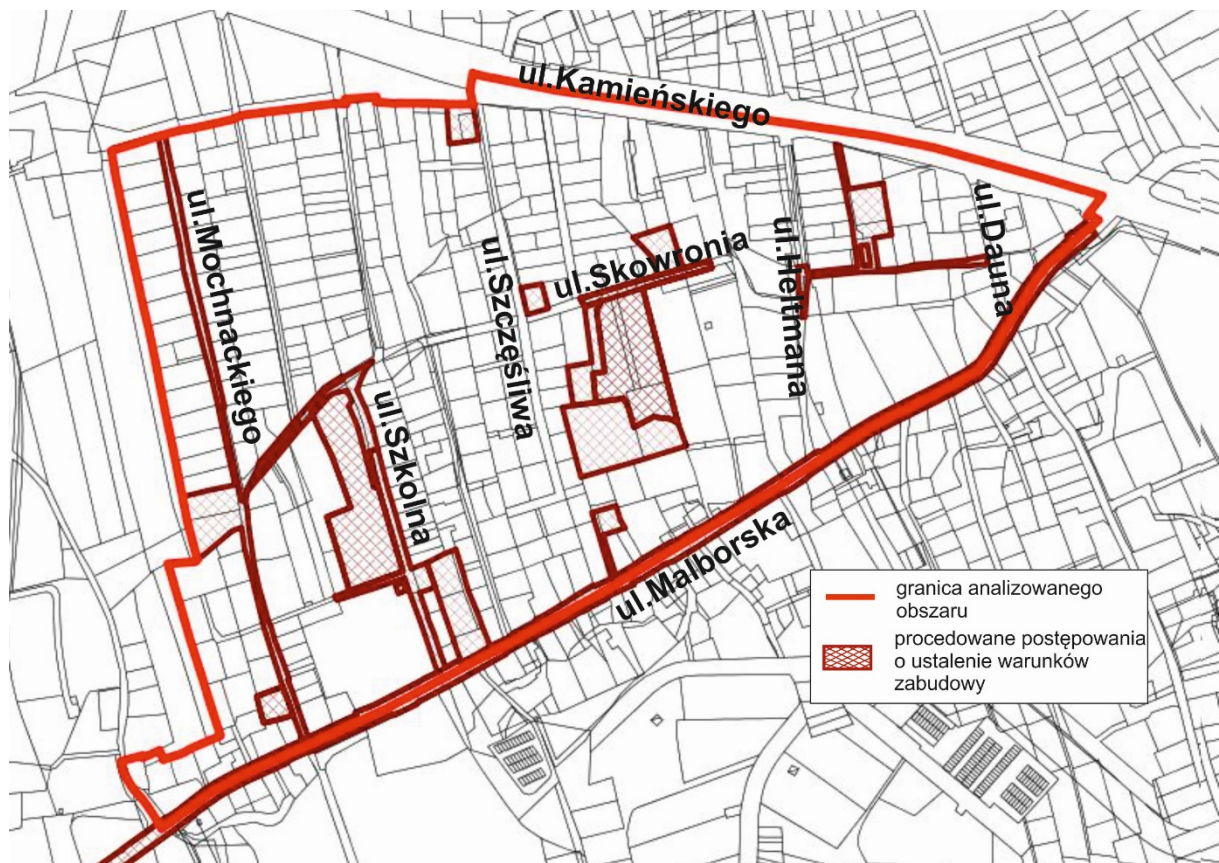 ul.Kamieńskiego
ul.Mochnackiego
ul.Szkolna
ul.Szczęśliwa
ul.Skowronia
ul.Heltmana
ul.Dauna
ul.Malborska
granica analizowanego
obszaru
procedowane postępowania
o ustalenie warunków
zabudowy